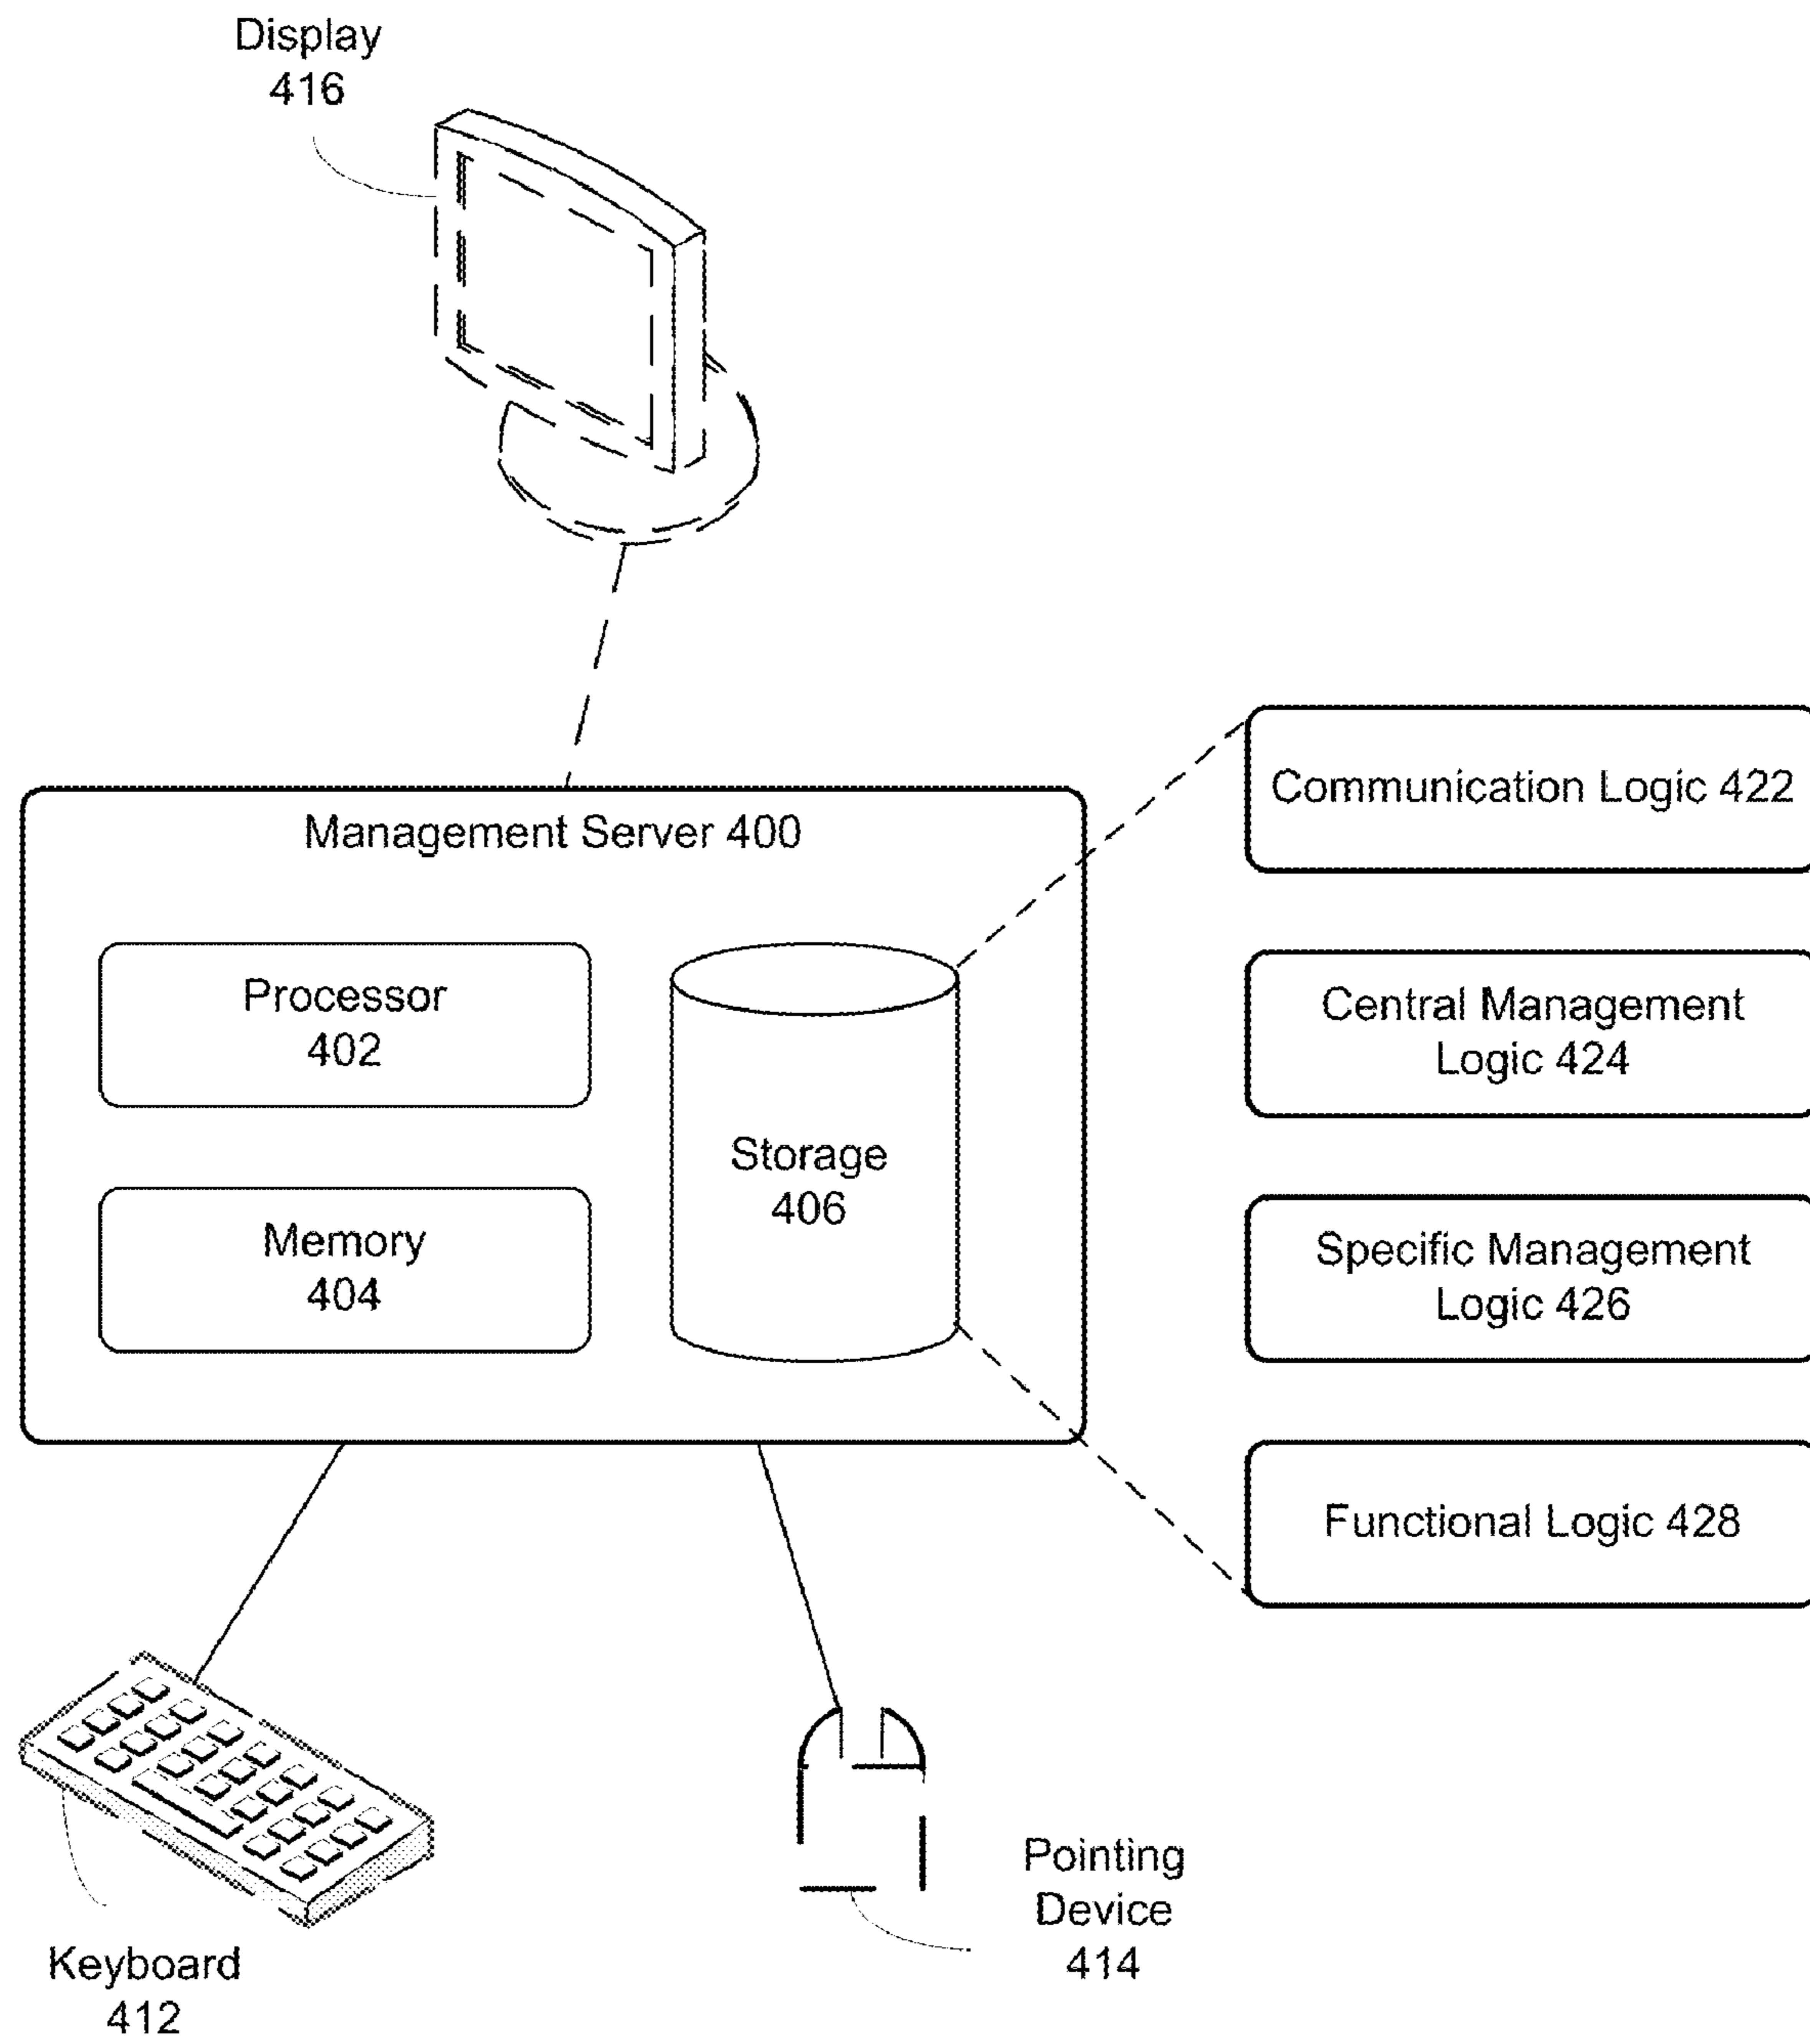 Display
416
Management Server 400
Processor
402
Memory
404
Storage
406
Communication Logic 422
Central Management
Logic 424
Specific Management
Logic 426
Functional Logic 428
Keyboard
412
Pointing
Device
414